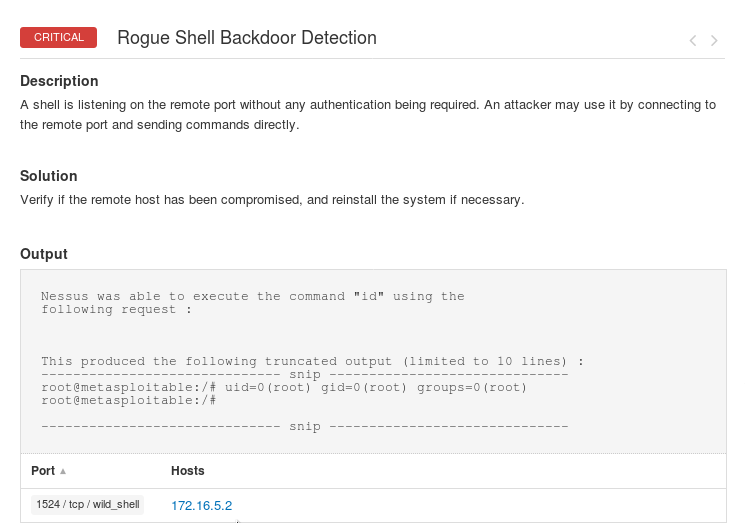 CRITICAL Rogue Shell Backdoor Detection
Description
A shell is listening on the remote port without any authentication being required. An attacker may use it by connecting to
the remote port and sending commands directly.
Solution
Verify if the remote host has been compromised, and reinstall the system if necessary.
Output
Nessus was able to execute the command "id" using the
following request :
This produced the following truncated output (limited to 10 lines) :
------------------------------ snip ------------------------------
root@metasploitable:/# uid=0(root) gid=0(root) groups=0(root)
root@metasploitable:/#
------------------------------ snip ------------------------------
Port ▲ Hosts
1524 / tcp / wild_shell 172.16.5.2